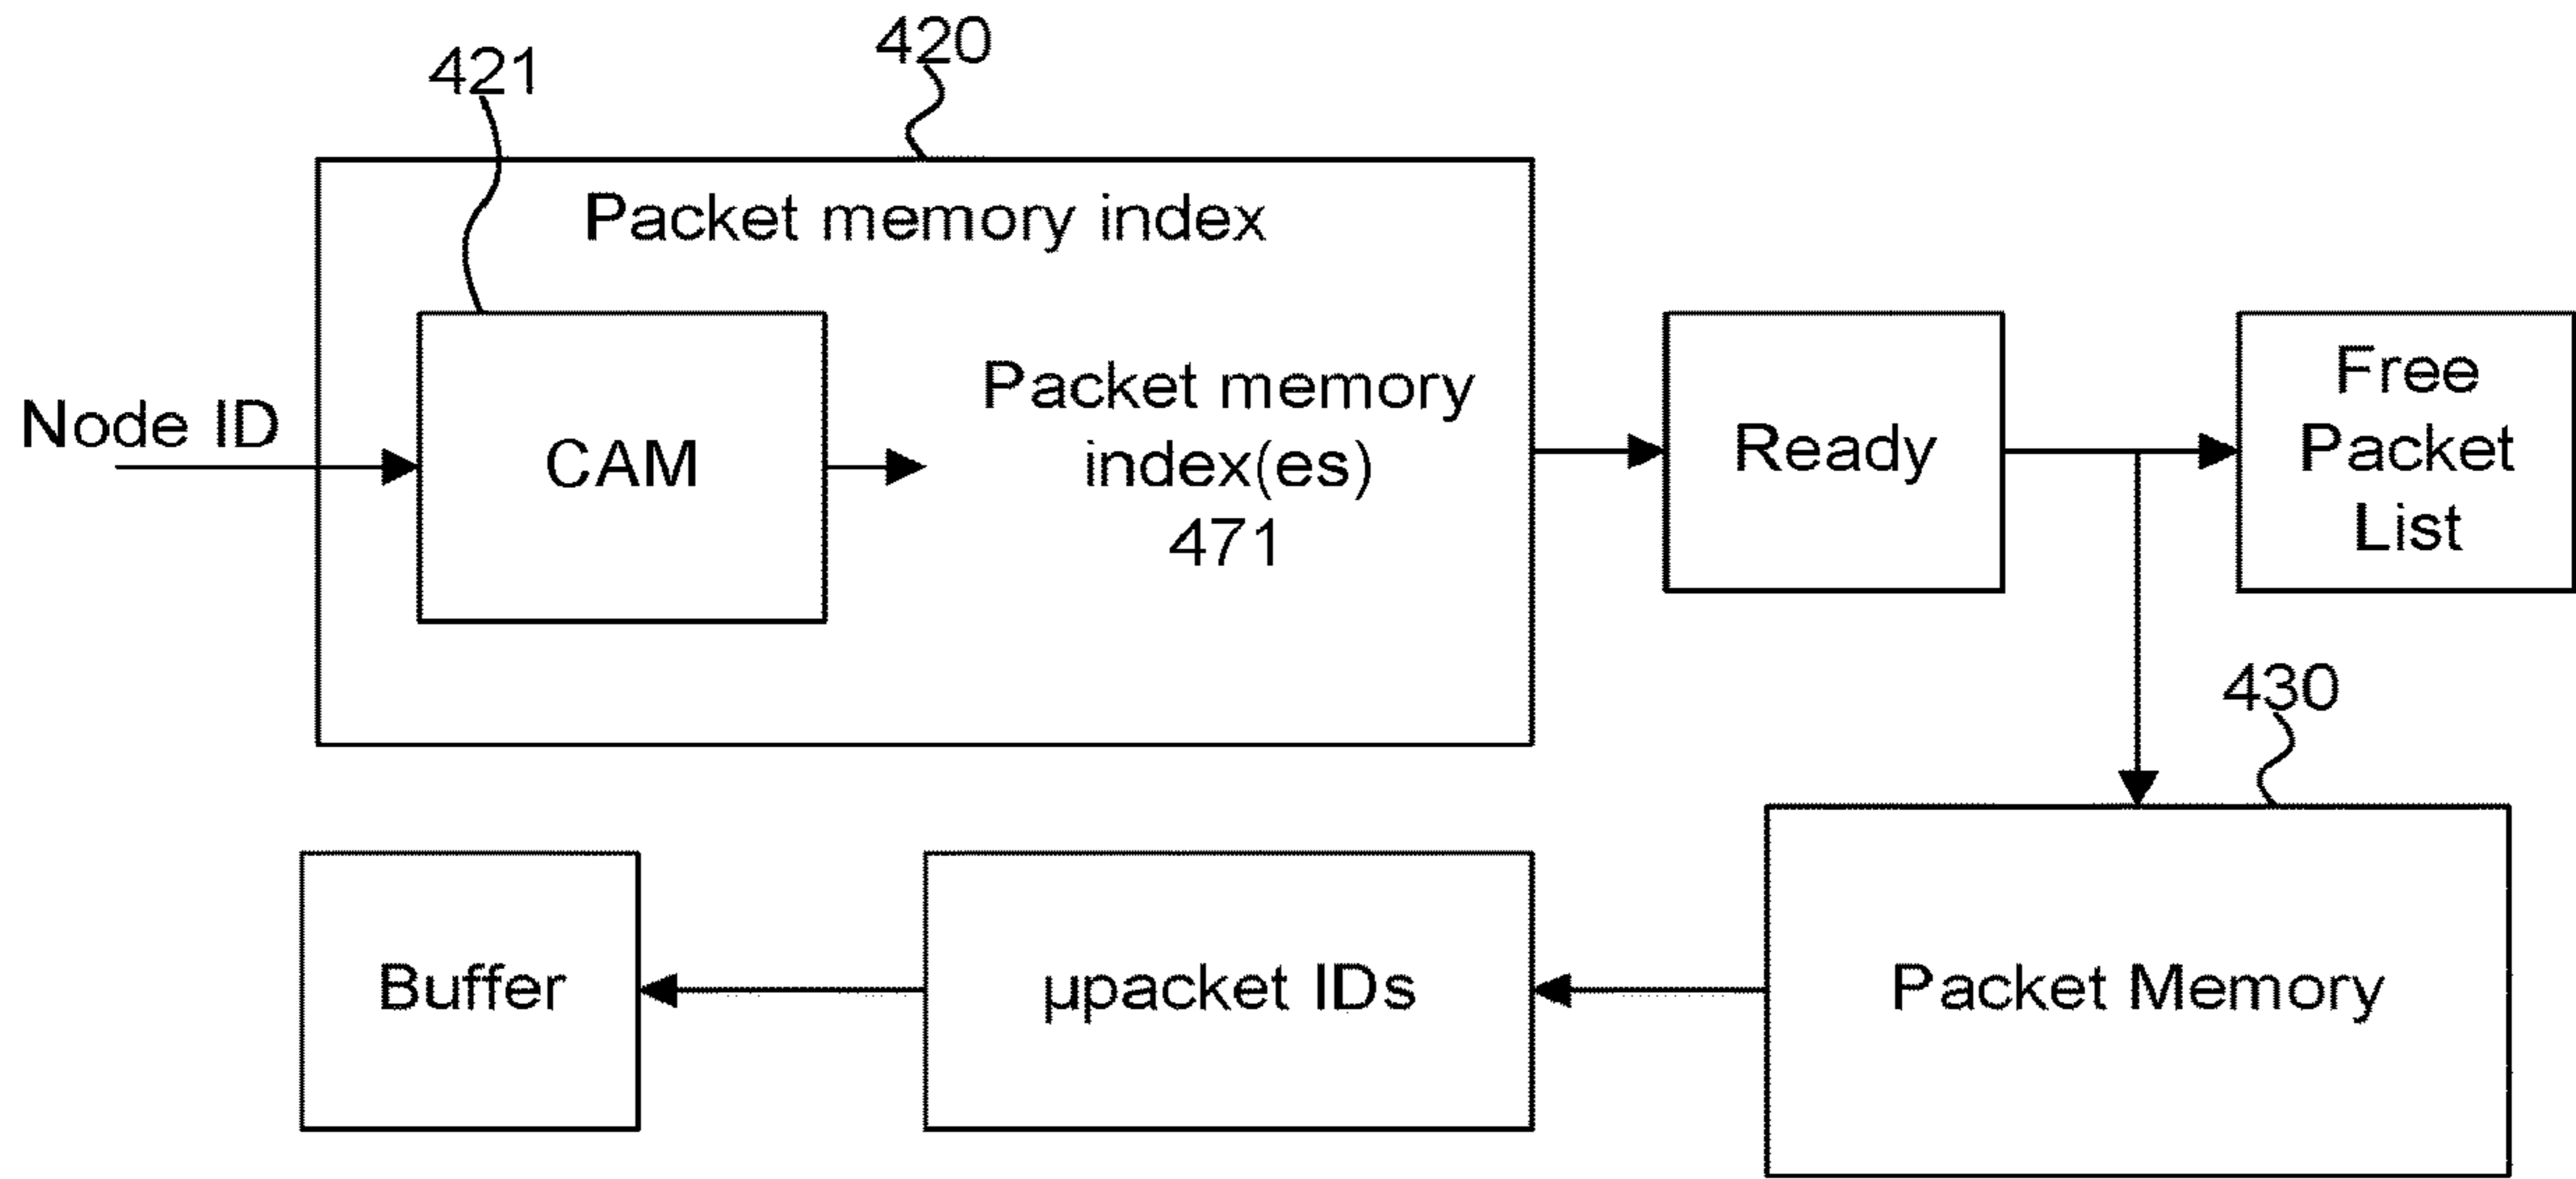 420
421
Packet memory index
Node ID
CAM
Packet memory
index(es)
471
Ready
Free
Packet
List
430
Buffer
µpacket IDs
Packet Memory